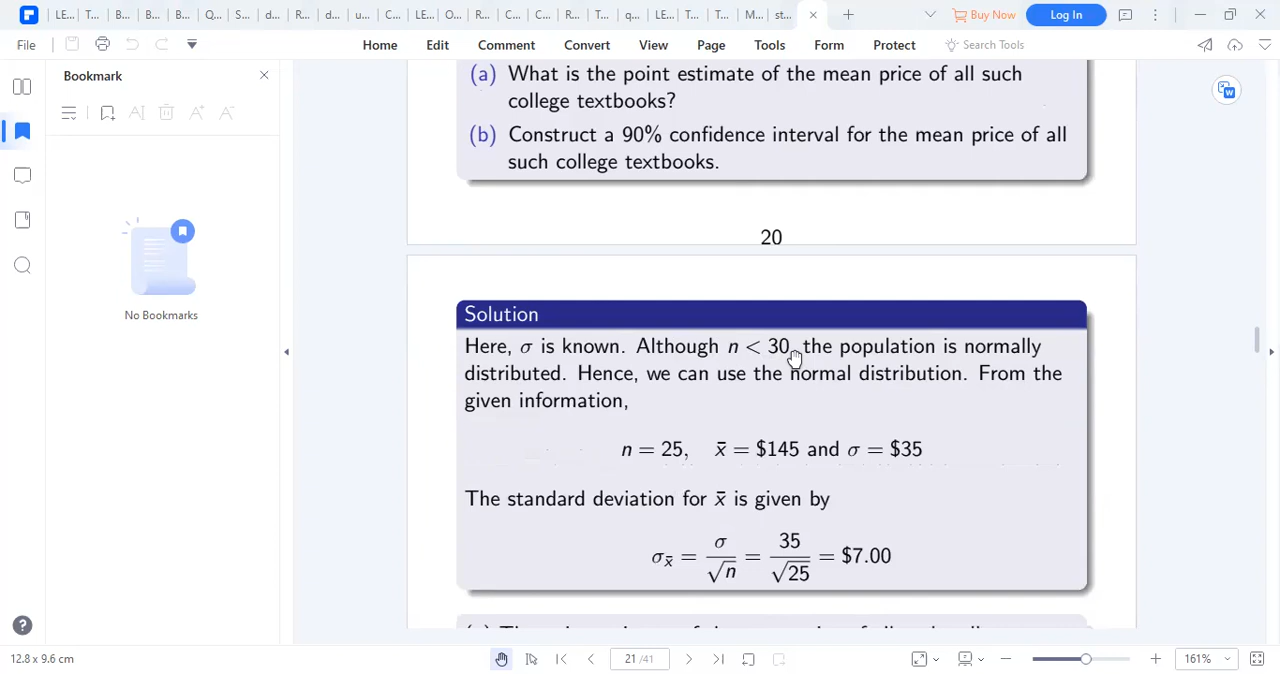 LE... T... B... B... B... Q... S... d... R... d... u... C... LE... O... R... C... C... R... T... q... LE... T... T... M... st...
Buy Now
Log In
File
Home Edit Comment Convert View Page Tools Form Protect
Search Tools
Bookmark
No Bookmarks
(a) What is the point estimate of the mean price of all such
college textbooks?
(b) Construct a 90% confidence interval for the mean price of all
such college textbooks.
20
Solution
Here, σ is known. Although n < 30, the population is normally
distributed. Hence, we can use the normal distribution. From the
given information,
n = 25, x̄ = $145 and σ = $35
The standard deviation for x̄ is given by
σx̄ = σ/√n = 35/√25 = $7.00
12.8 x 9.6 cm
21 /41
161%